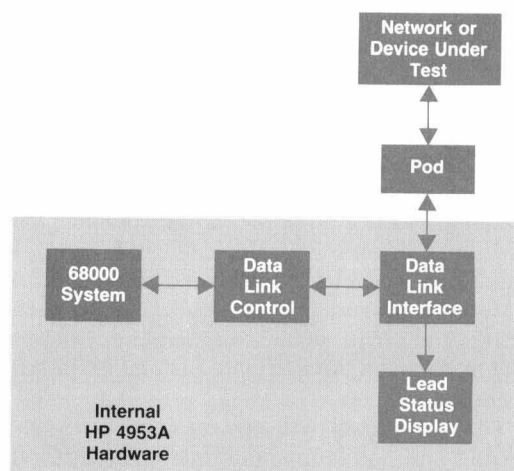 Network or
Device Under
Test
Pod
68000
System
Data
Link
Control
Data
Link
Interface
Lead
Status
Display
Internal
HP 4953A
Hardware